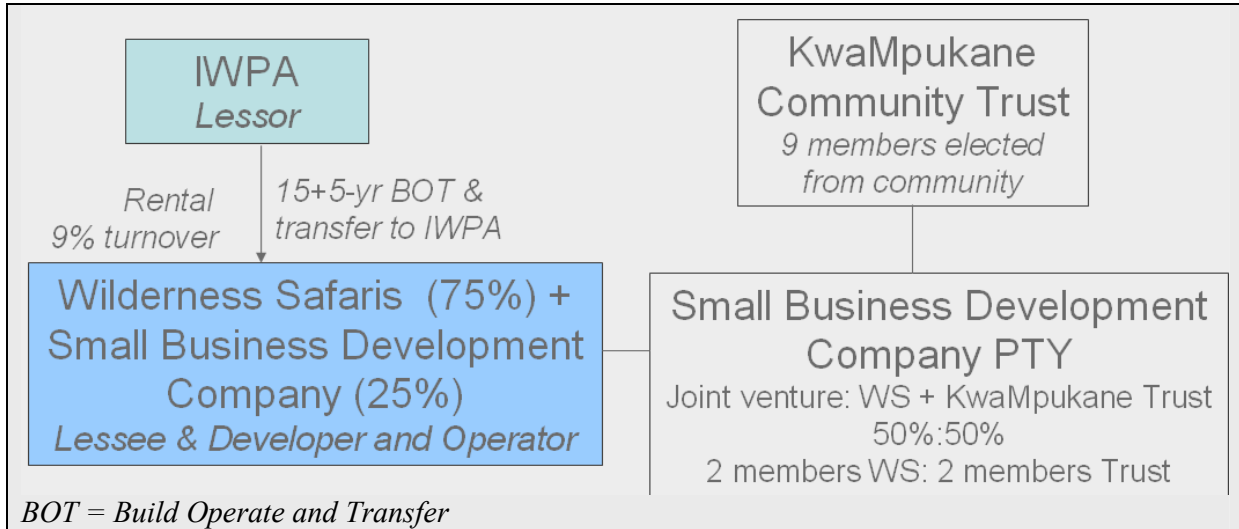 IWPA
Lessor
KwaMpukane
Community Trust
9 members elected
from community
Rental
9% turnover
15+5-yr BOT &
transfer to IWPA
Wilderness Safaris (75%) +
Small Business Development
Company (25%)
Lessee & Developer and Operator
Small Business Development
Company PTY
Joint venture: WS + KwaMpukane Trust
50%:50%
2 members WS: 2 members Trust
BOT = Build Operate and Transfer